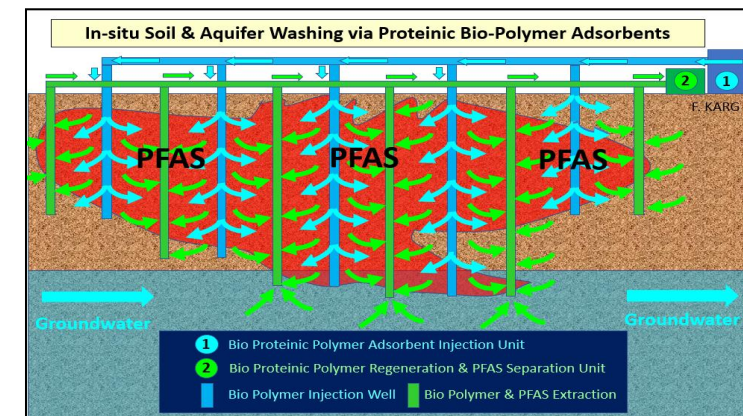 In-situ Soil & Aquifer Washing via Proteinic Bio-Polymer Adsorbents
2
1
F. KARG
PFAS
PFAS
PFAS
Groundwater
Groundwater
1 Bio Proteinic Polymer Adsorbent Injection Unit
2 Bio Proteinic Polymer Regeneration & PFAS Separation Unit
Bio Polymer Injection Well
Bio Polymer & PFAS Extraction